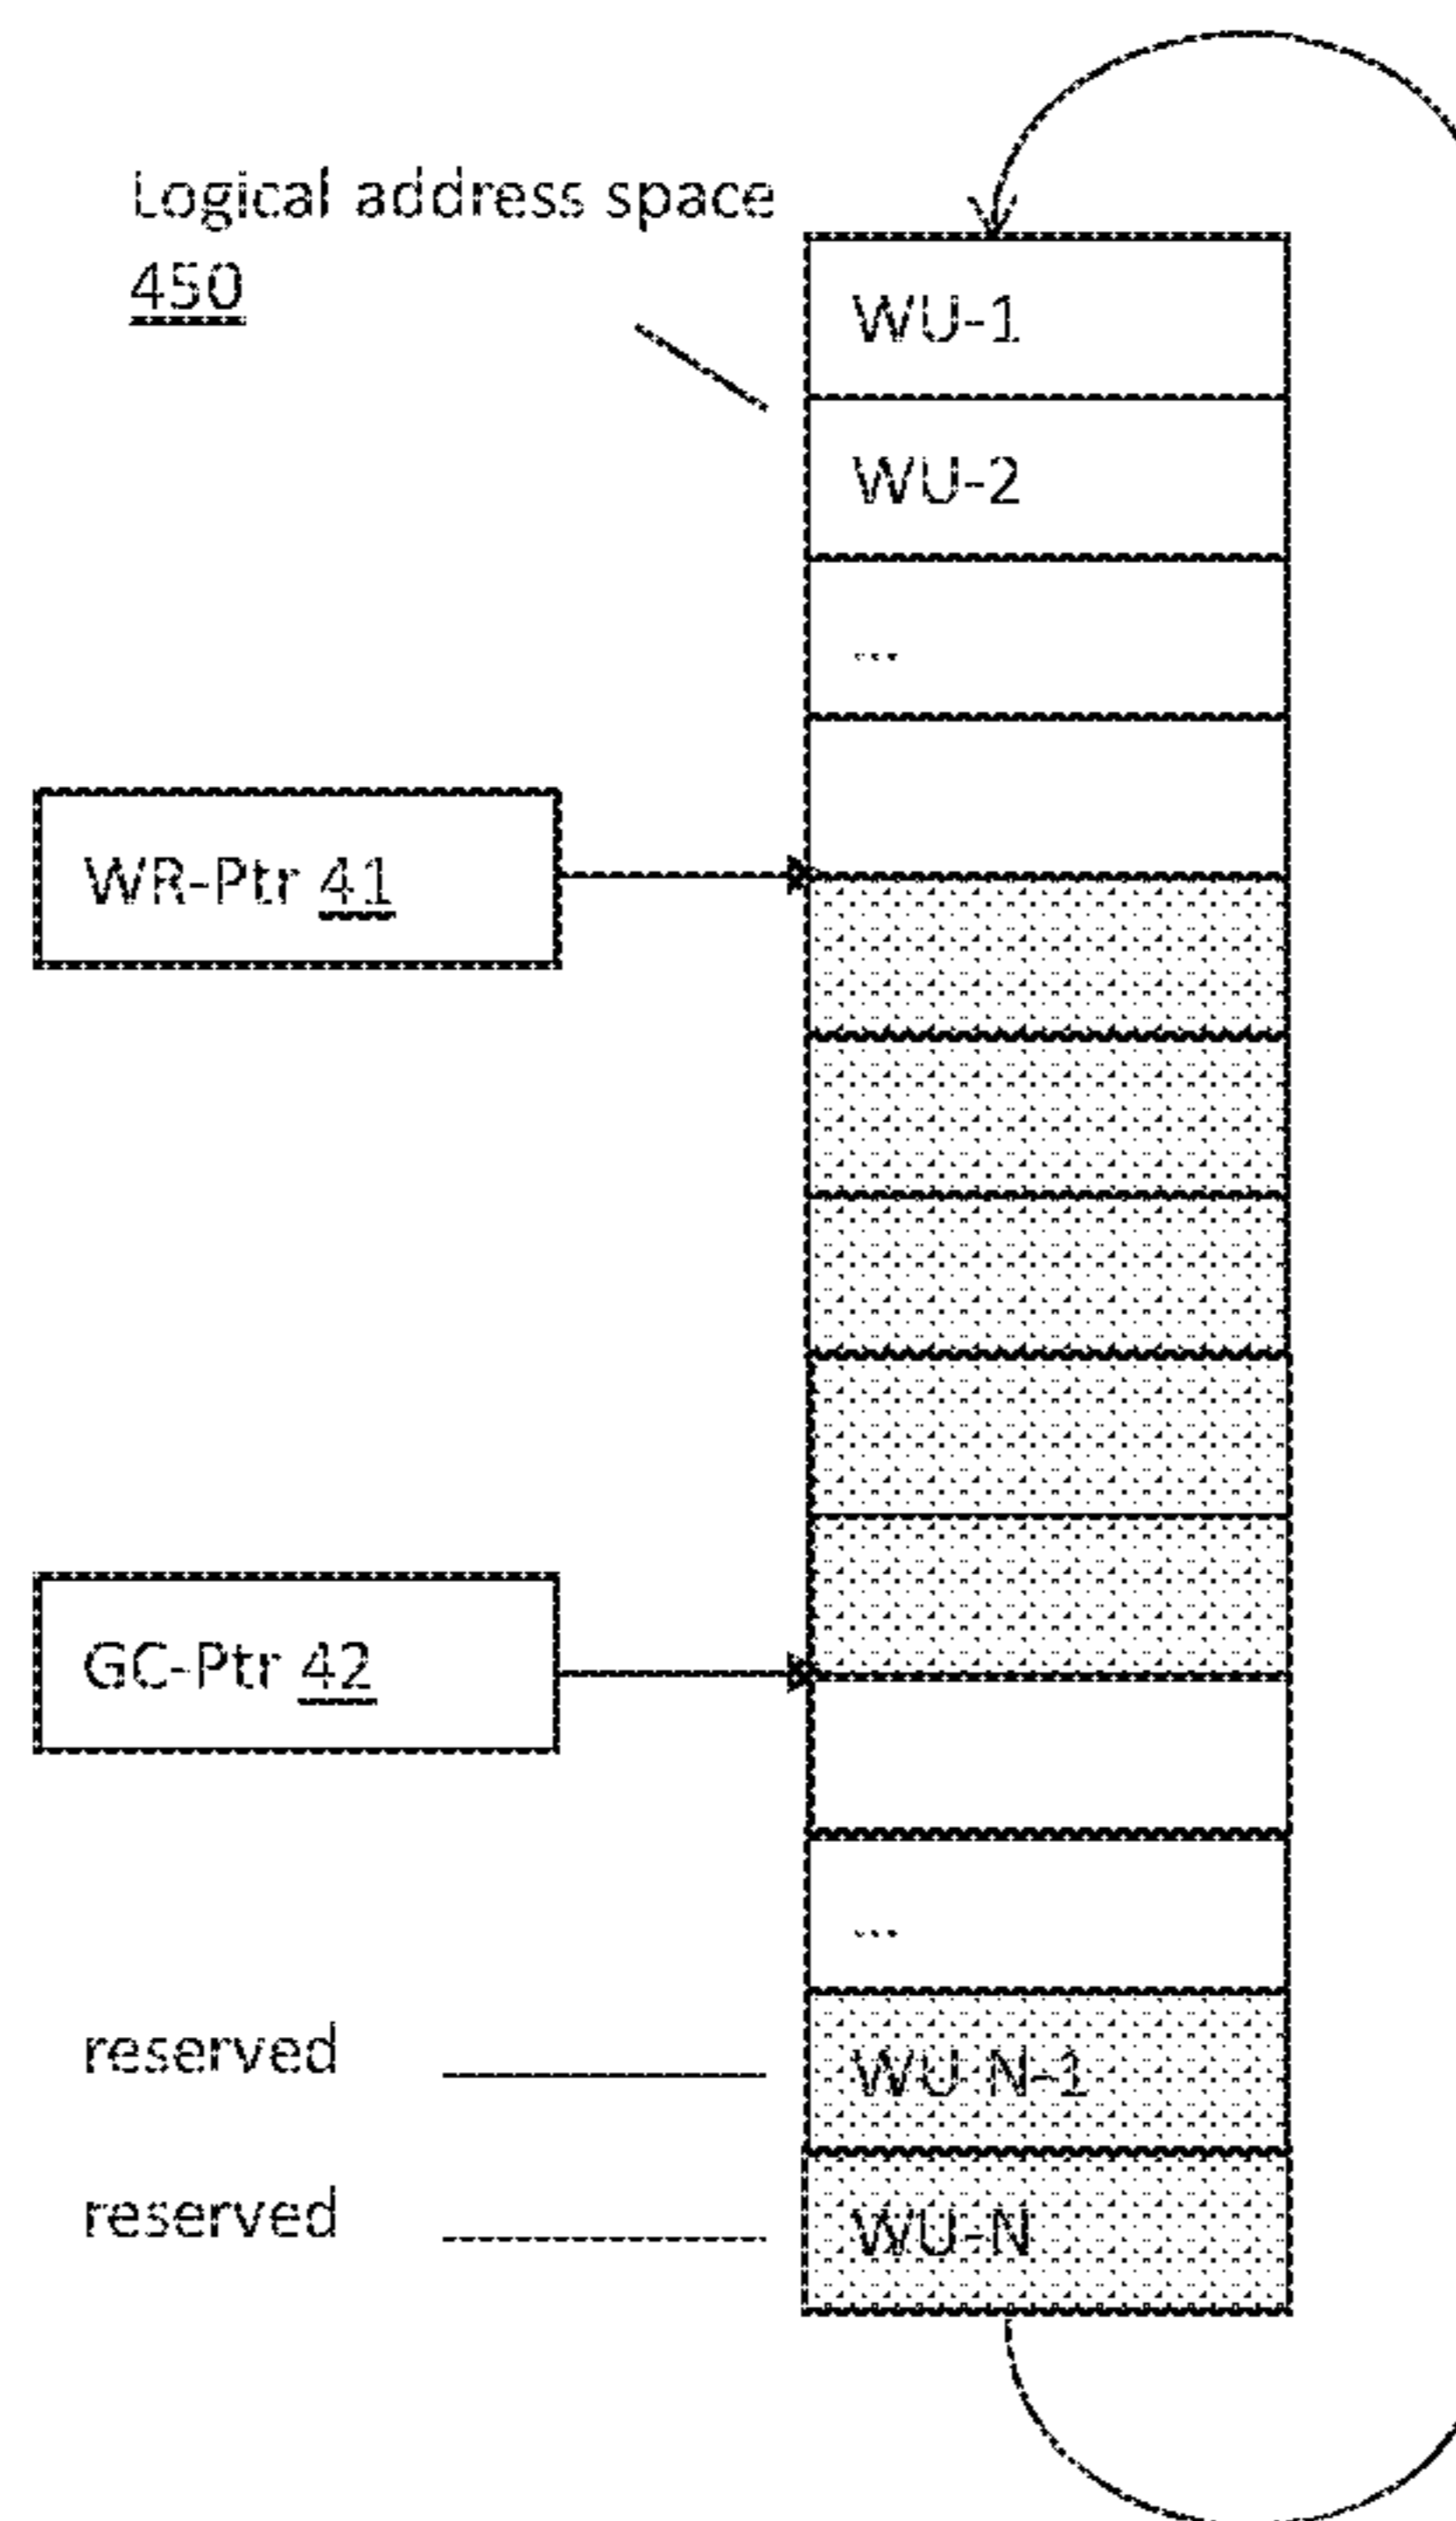 Logical address space
450
WU-1
WU-2
...
WR-Ptr 41
GC-Ptr 42
...
reserved
WU N-1
reserved
WU-N